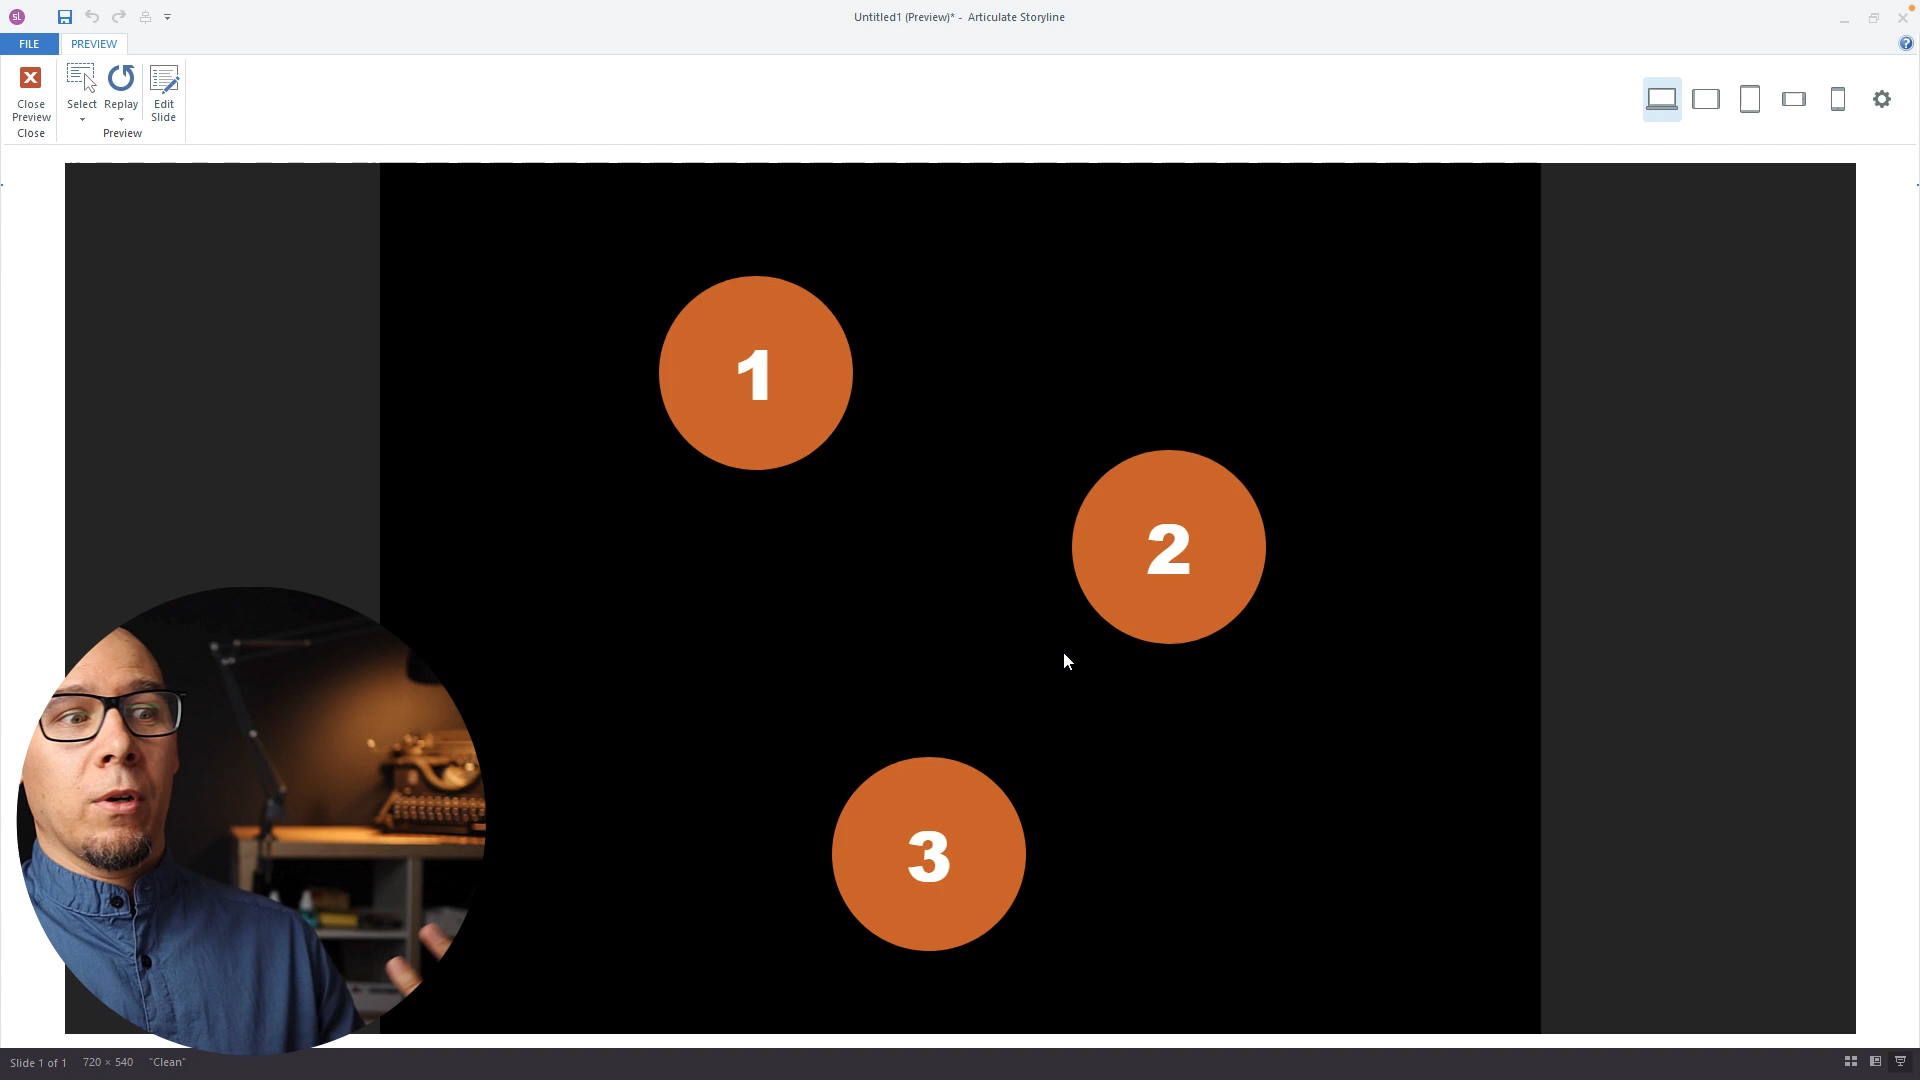 sl
Untitled1 (Preview)* - Articulate Storyline
FILE
PREVIEW
?
Close Preview
Select
Replay
Edit Slide
Close
Preview
1
2
3
Slide 1 of 1
720 × 540
"Clean"